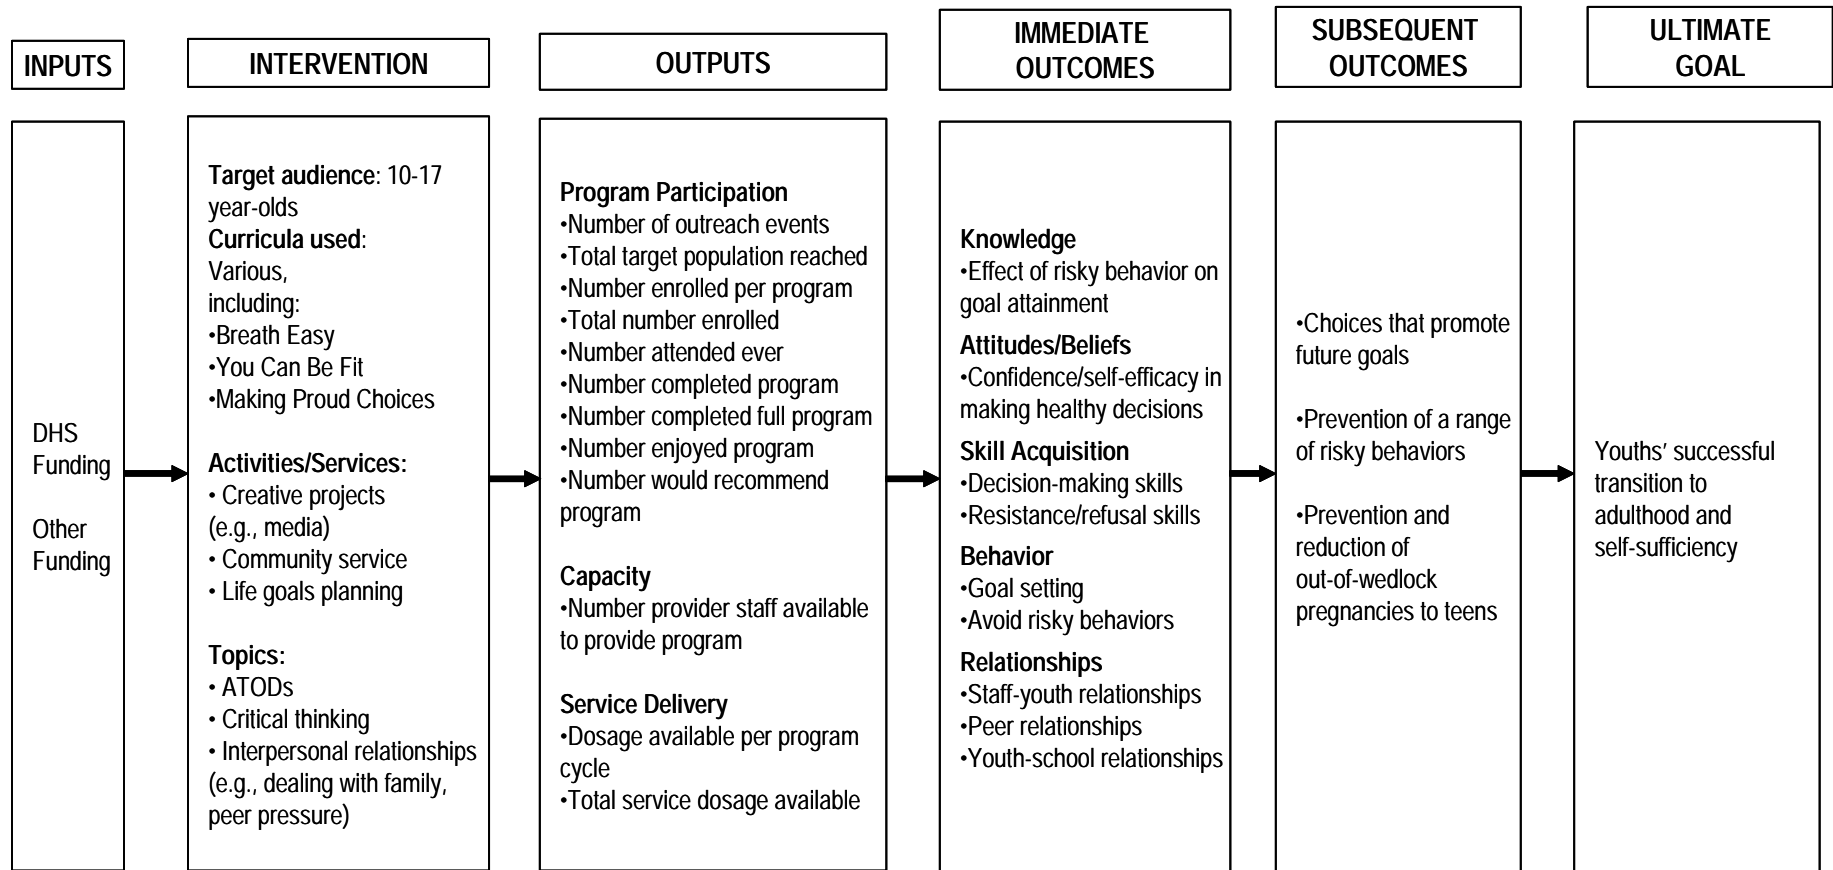 INPUTS
INTERVENTION
OUTPUTS
IMMEDIATE
OUTCOMES
SUBSEQUENT
OUTCOMES
ULTIMATE
GOAL
DHS
Funding
Other
Funding
Target audience: 10-17
year-olds
Curricula used:
Various,
including:
•Breath Easy
•You Can Be Fit
•Making Proud Choices
Activities/Services:
• Creative projects
(e.g., media)
• Community service
• Life goals planning
Topics:
• ATODs
• Critical thinking
• Interpersonal relationships
(e.g., dealing with family,
peer pressure)
Program Participation
•Number of outreach events
•Total target population reached
•Number enrolled per program
•Total number enrolled
•Number attended ever
•Number completed program
•Number completed full program
•Number enjoyed program
•Number would recommend
program
Capacity
•Number provider staff available
to provide program
Service Delivery
•Dosage available per program
cycle
•Total service dosage available
Knowledge
•Effect of risky behavior on
goal attainment
Attitudes/Beliefs
•Confidence/self-efficacy in
making healthy decisions
Skill Acquisition
•Decision-making skills
•Resistance/refusal skills
Behavior
•Goal setting
•Avoid risky behaviors
Relationships
•Staff-youth relationships
•Peer relationships
•Youth-school relationships
•Choices that promote
future goals
•Prevention of a range
of risky behaviors
•Prevention and
reduction of
out-of-wedlock
pregnancies to teens
Youths' successful
transition to
adulthood and
self-sufficiency